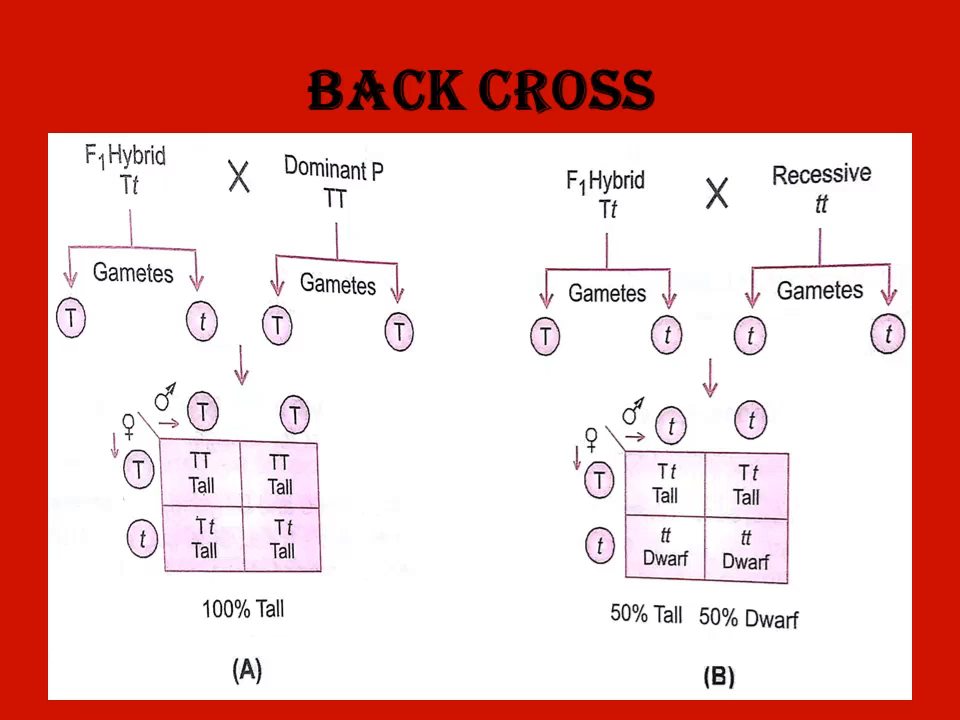 BACK CROSS
F1 Hybrid
Tt
X
Dominant P
TT
Gametes
Gametes
T
t
T
T
♂
♀
T
T
T
TT
Tall
TT
Tall
t
Tt
Tall
Tt
Tall
100% Tall
(A)
F1 Hybrid
Tt
X
Recessive
tt
Gametes
Gametes
T
t
t
t
♂
♀
t
t
T
Tt
Tall
Tt
Tall
t
tt
Dwarf
tt
Dwarf
50% Tall 50% Dwarf
(B)